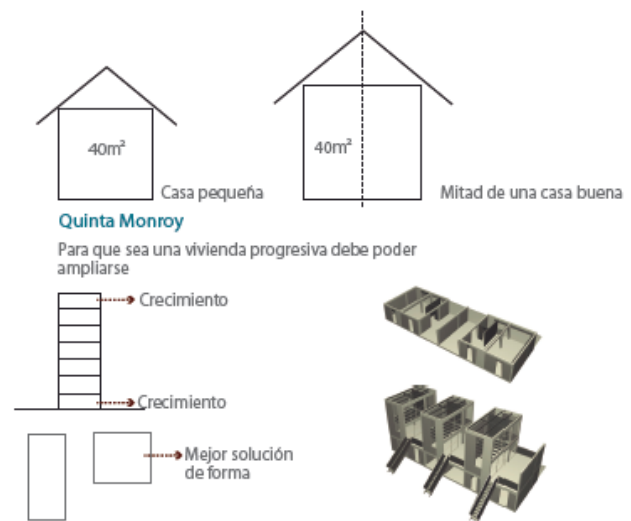 40m²
Casa pequeña
40m²
Mitad de una casa buena
Quinta Monroy
Para que sea una vivienda progresiva debe poder
ampliarse
Crecimiento
Crecimiento
Mejor solución
de forma